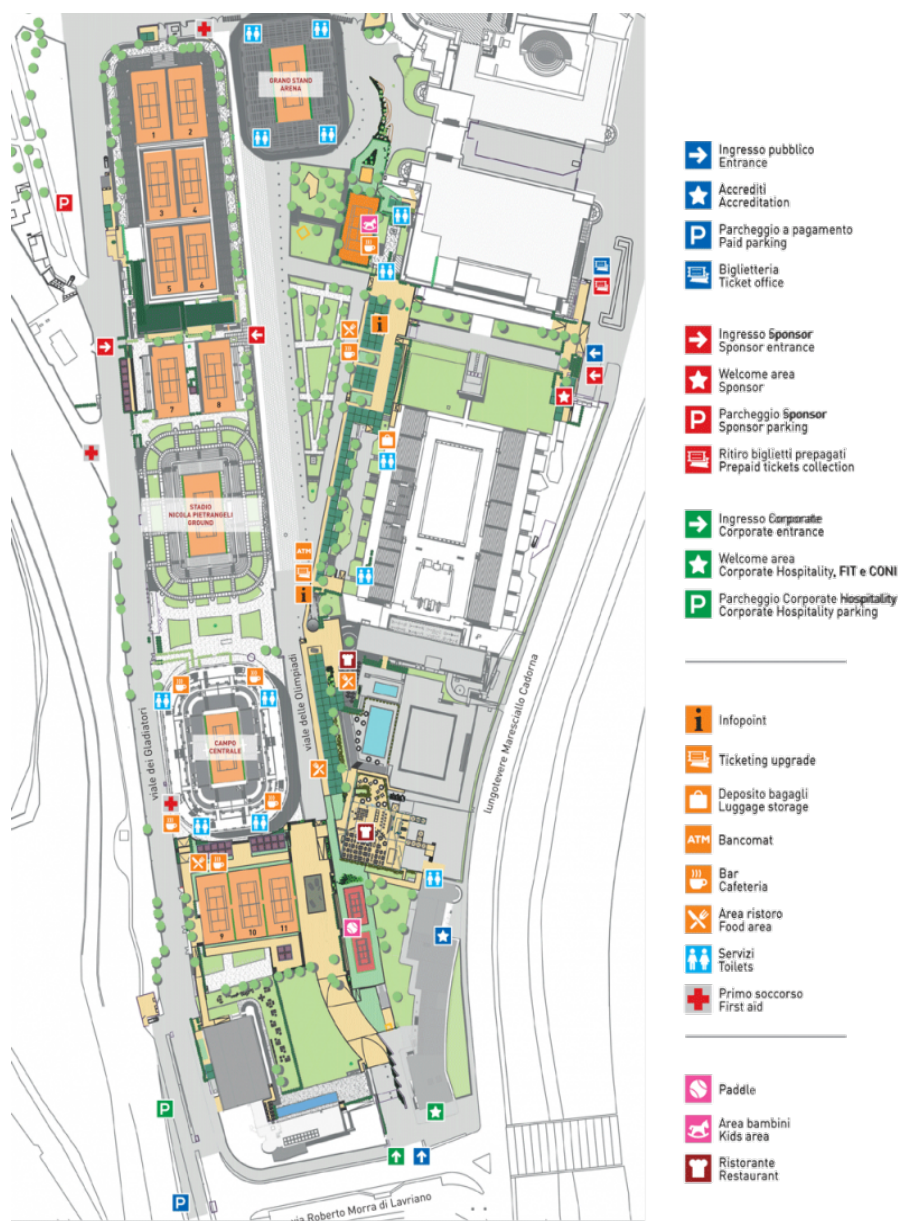 GRAND STAND
ARENA
1
2
3
4
5
6
P
i
7
8
STADIO
NICOLA PIETRANGELI
GROUND
ATM
i
viale dei Gladiatori
viale delle Olimpiadi
lungotevere Maresciallo Cadorna
CAMPO
CENTRALE
9
10
11
P
P
via Roberto Morra di Lavriano
Ingresso pubblico
Entrance
Accrediti
Accreditation
P
Parcheggio a pagamento
Paid parking
Biglietteria
Ticket office
Ingresso Sponsor
Sponsor entrance
Welcome area
Sponsor
P
Parcheggio Sponsor
Sponsor parking
Ritiro biglietti prepagati
Prepaid tickets collection
Ingresso Corporate
Corporate entrance
Welcome area
Corporate Hospitality, FIT e CONI
P
Parcheggio Corporate Hospitality
Corporate Hospitality parking
i
Infopoint
Ticketing upgrade
Deposito bagagli
Luggage storage
ATM
Bancomat
Bar
Cafeteria
Area ristoro
Food area
Servizi
Toilets
Primo soccorso
First aid
Paddle
Area bambini
Kids area
Ristorante
Restaurant